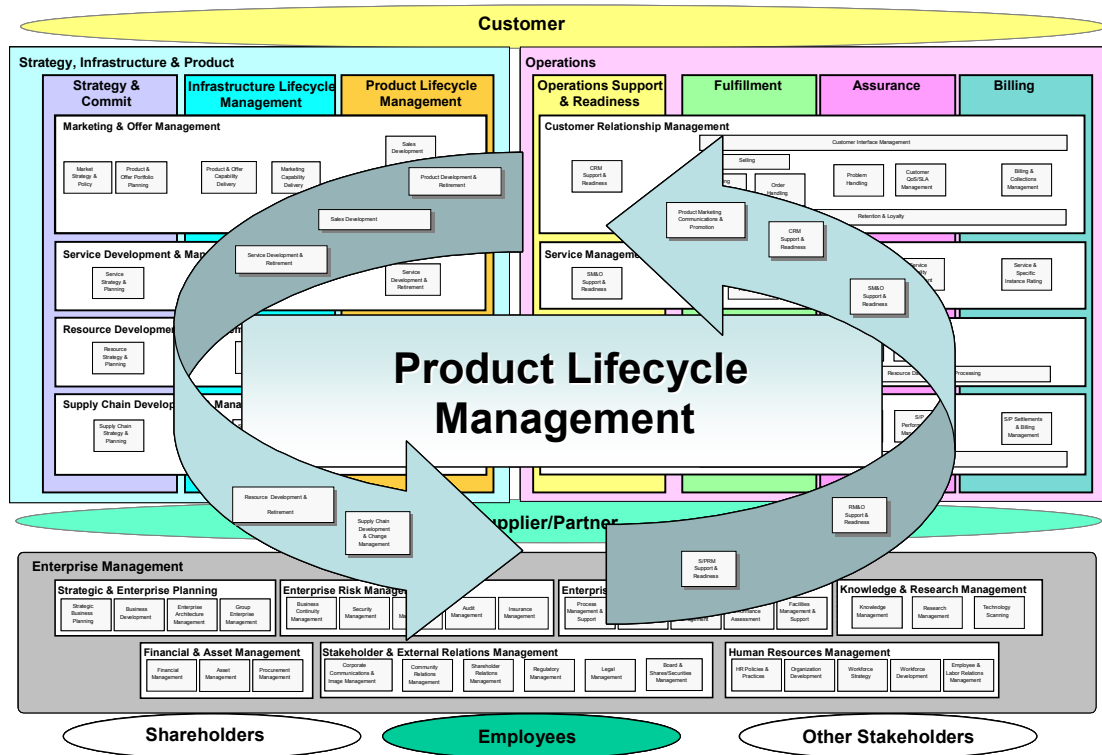 Customer
Strategy, Infrastructure & Product
Operations
Strategy &
Commit
Infrastructure Lifecycle
Management
Product Lifecycle
Management
Operations Support
& Readiness
Fulfillment
Assurance
Billing
Marketing & Offer Management
Customer Relationship Management
Sales
Development
Customer Interface Management
Market
Strategy &
Policy
Product &
Offer Portfolio
Planning
Product & Offer
Capability
Delivery
Marketing
Capability
Delivery
Product Development &
Retirement
CRM
Support &
Readiness
Selling
Order
Handling
Problem
Handling
Customer
QoS/SLA
Management
Billing &
Collections
Management
Sales Development
Product Marketing
Communications &
Promotion
Retention & Loyalty
CRM
Support &
Readiness
Service Development &
Service Development &
Retirement
Service Management
Service
Strategy &
Planning
Service
Development &
Retirement
SM&O
Support &
Readiness
SM&O
Support &
Readiness
Service
Service &
Specific
Instance Rating
Resource Development
Resource
Strategy &
Planning
Product Lifecycle
Management
Processing
Supply Chain
Supply Chain
Strategy &
Planning
S/P
S/P Settlements
& Billing
Management
Resource Development &
Retirement
Supply Chain
Development
& Change
Management
RM&O
Support &
Readiness
S/PRM
Support &
Readiness
Enterprise Management
Strategic & Enterprise Planning
Strategic
Business
Planning
Business
Development
Enterprise
Architecture
Management
Group
Enterprise
Management
Enterprise Risk
Business
Continuity
Management
Security
Management
Audit
Management
Insurance
Management
Process
Management &
Support
Assessment
Facilities
Management &
Support
Knowledge & Research Management
Knowledge
Management
Research
Management
Technology
Scanning
Financial & Asset Management
Financial
Management
Asset
Management
Procurement
Management
Stakeholder & External Relations Management
Corporate
Communications &
Image Management
Community
Relations
Management
Shareholder
Relations
Management
Regulatory
Management
Legal
Management
Board &
Shares/Securities
Management
Human Resources Management
HR Policies &
Practices
Organization
Development
Workforce
Strategy
Workforce
Development
Employee &
Labor Relations
Management
Shareholders
Employees
Other Stakeholders